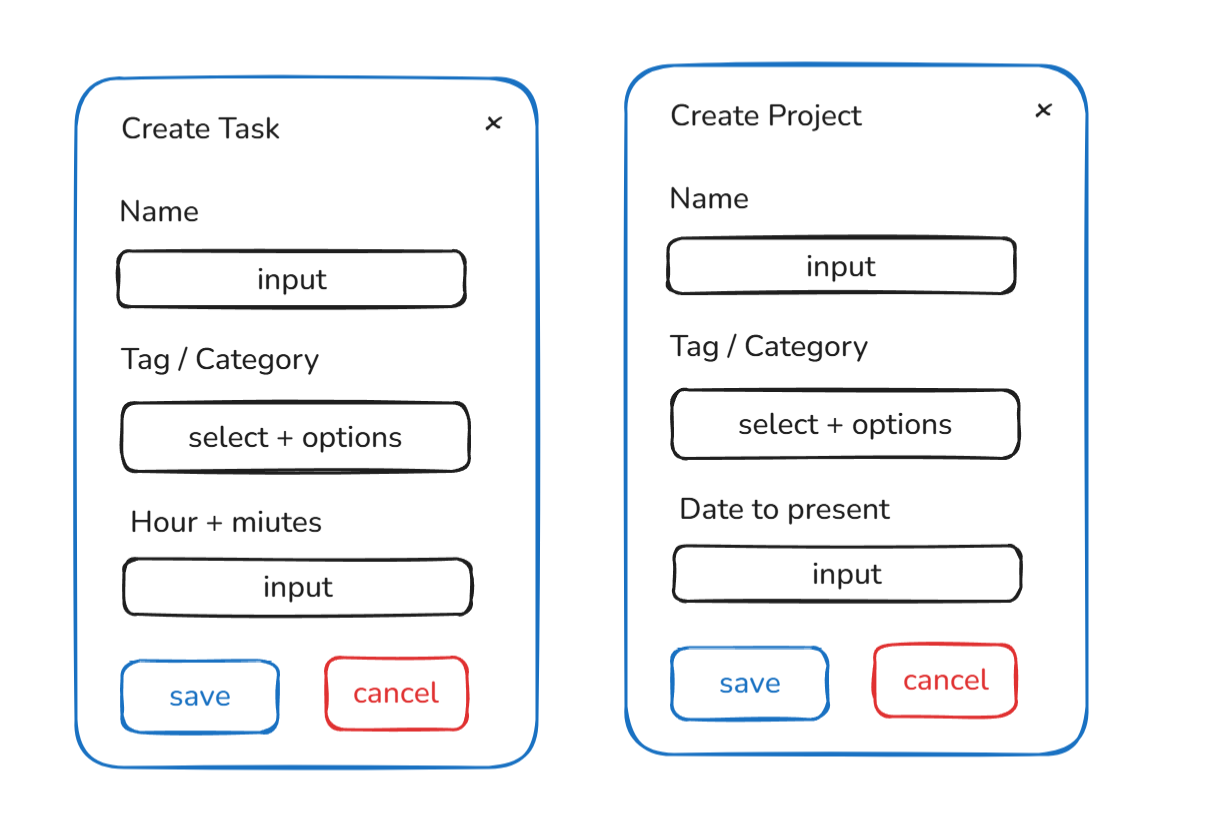 Create Task
×
Name
input
Tag / Category
select + options
Hour + miutes
input
save
cancel
Create Project
×
Name
input
Tag / Category
select + options
Date to present
input
save
cancel